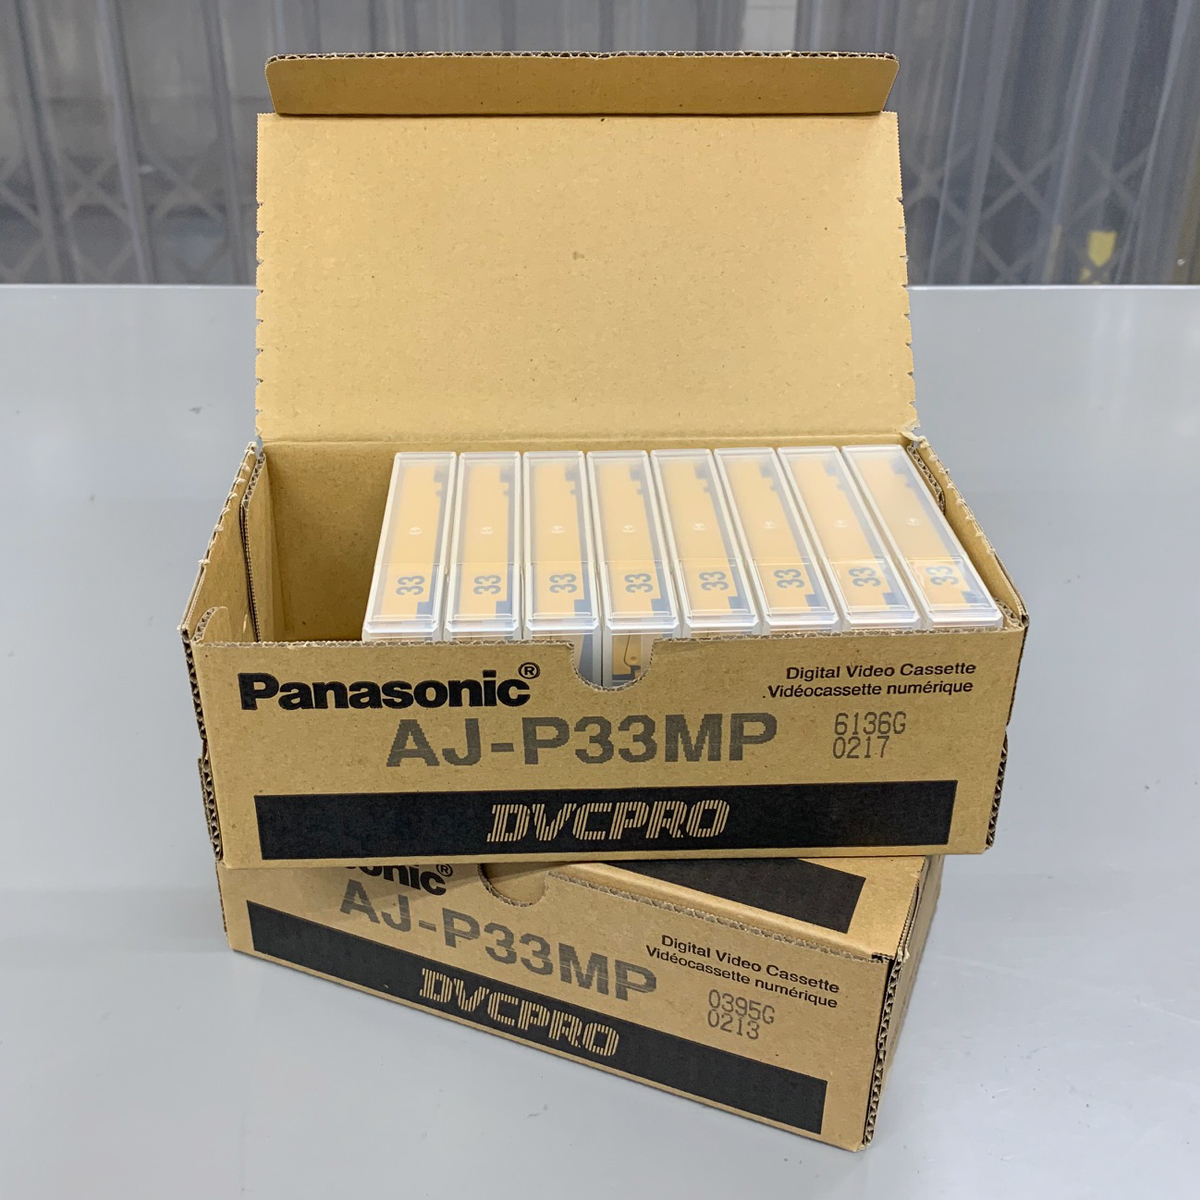 33 33 33 33 33 33 33 33
Panasonic®
Digital Video Cassette
Vidéocassette numérique
AJ-P33MP
6136G
0217
DVCPRO
sonic®
AJ-P33MP
Digital Video Cassette
Vidéocassette numérique
0395G
0213
DVCPRO